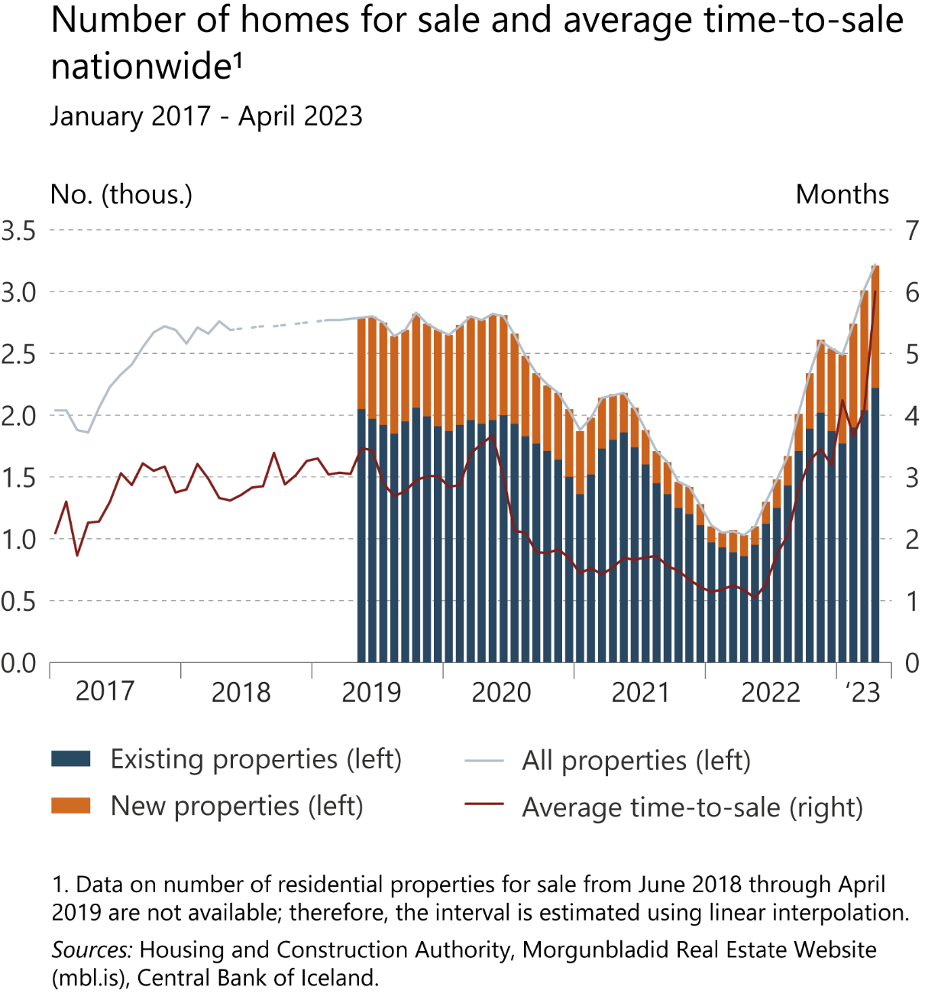 Number of homes for sale and average time-to-sale
nationwide¹
January 2017 - April 2023
No. (thous.)
Months
3.5
7
3.0
6
2.5
5
2.0
4
1.5
3
1.0
2
0.5
1
0.0
0
2017
2018
2019
2020
2021
2022
‘23
Existing properties (left)
All properties (left)
New properties (left)
Average time-to-sale (right)
1. Data on number of residential properties for sale from June 2018 through April
2019 are not available; therefore, the interval is estimated using linear interpolation.
Sources: Housing and Construction Authority, Morgunbladid Real Estate Website
(mbl.is), Central Bank of Iceland.